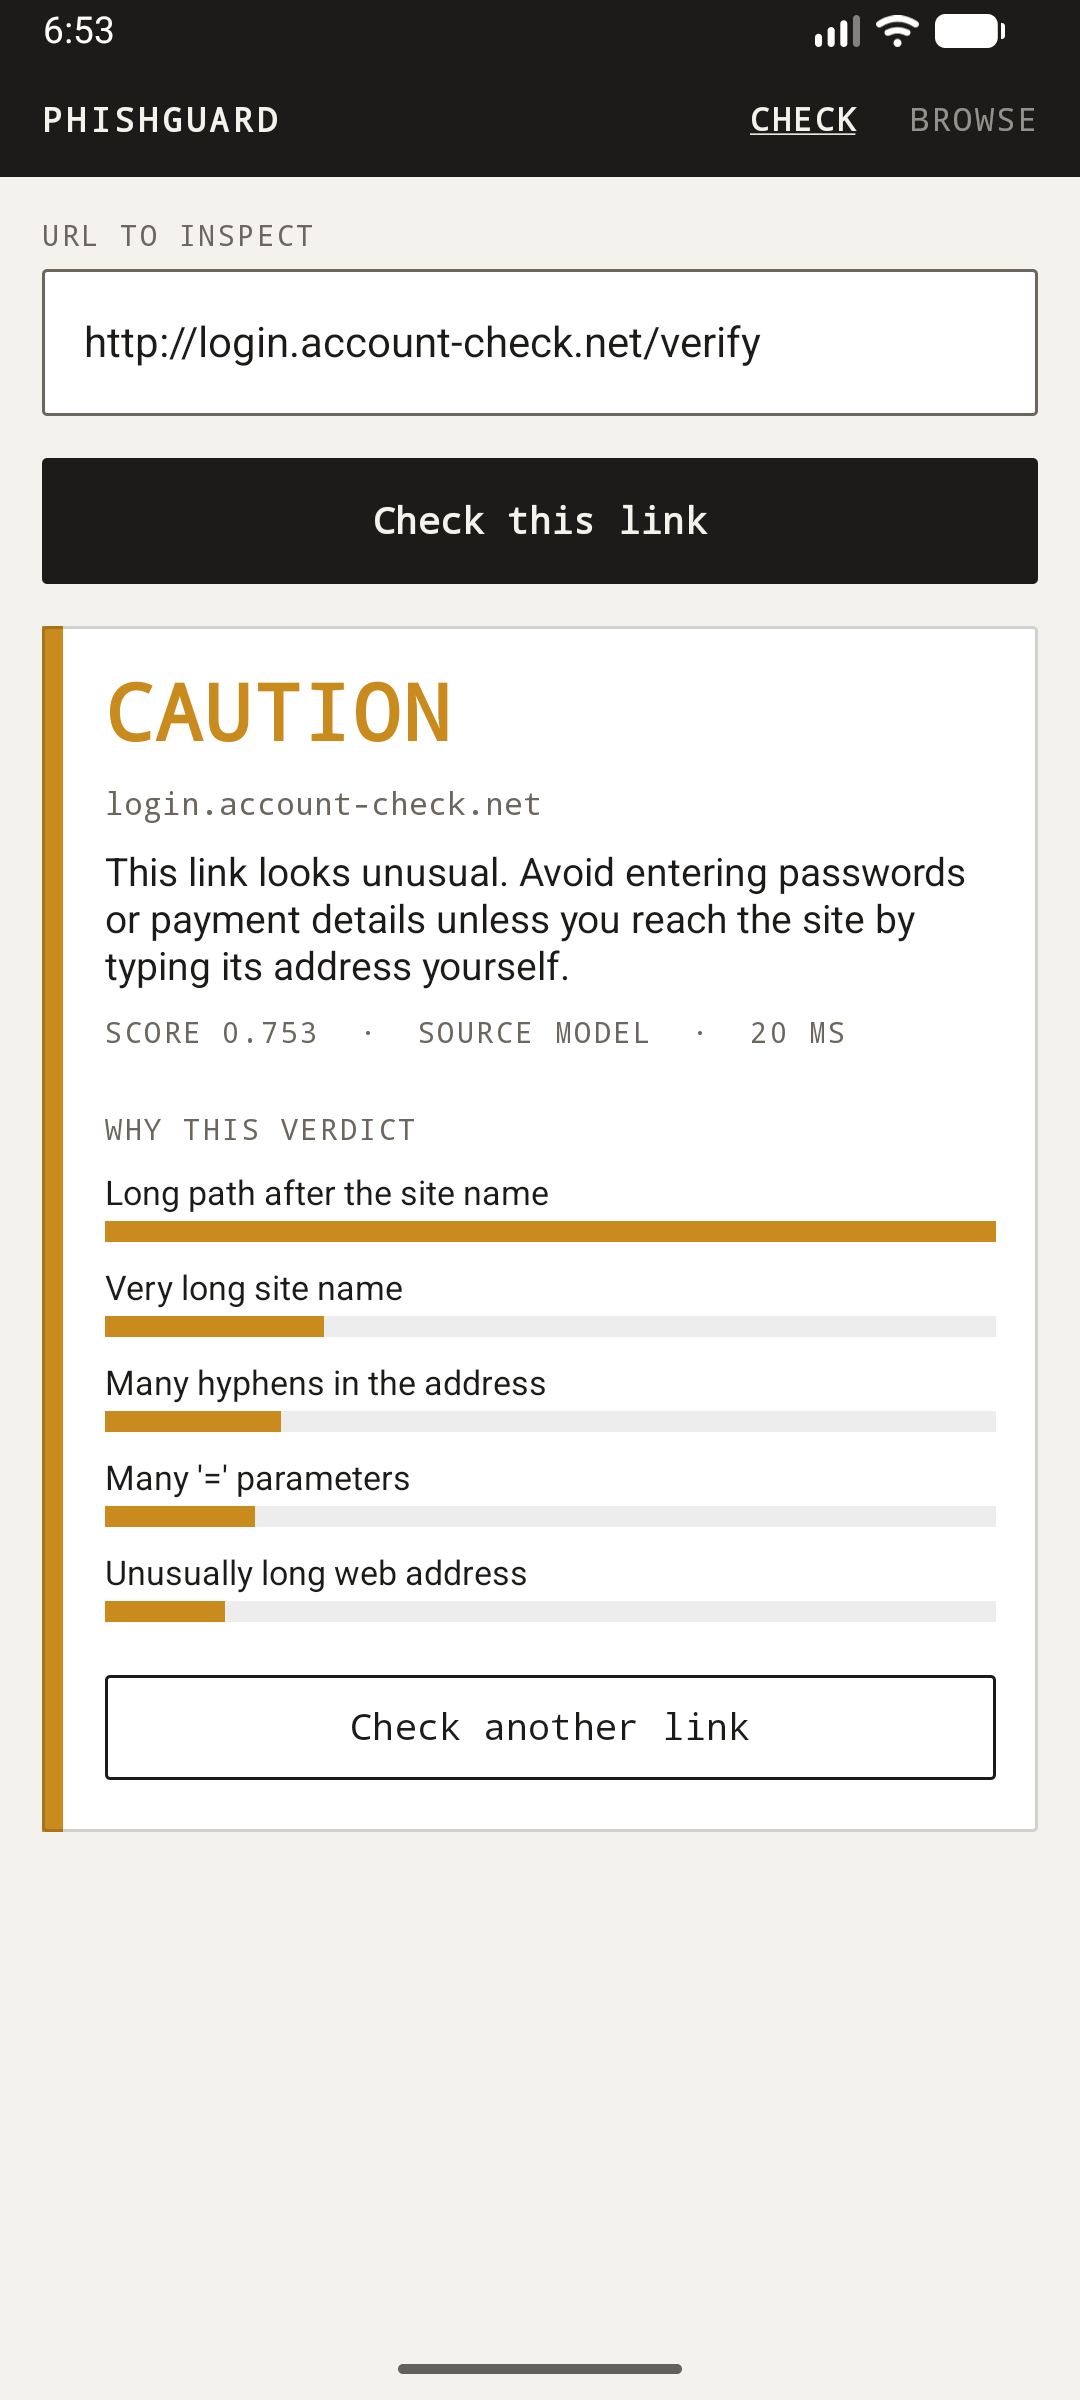 6:53
PHISHGUARD
CHECK
BROWSE
URL TO INSPECT
http://login.account-check.net/verify
Check this link
CAUTION
login.account-check.net
This link looks unusual. Avoid entering passwords
or payment details unless you reach the site by
typing its address yourself.
SCORE 0.753 · SOURCE MODEL · 20 MS
WHY THIS VERDICT
Long path after the site name
Very long site name
Many hyphens in the address
Many '=' parameters
Unusually long web address
Check another link